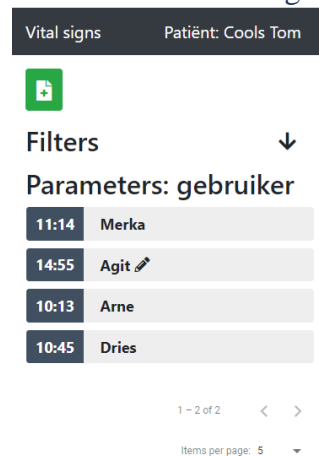 Vital signs Patiënt: Cools Tom
Filters
Parameters: gebruiker
11:14 Merka
14:55 Agit
10:13 Arne
10:45 Dries
1 – 2 of 2
Items per page: 5